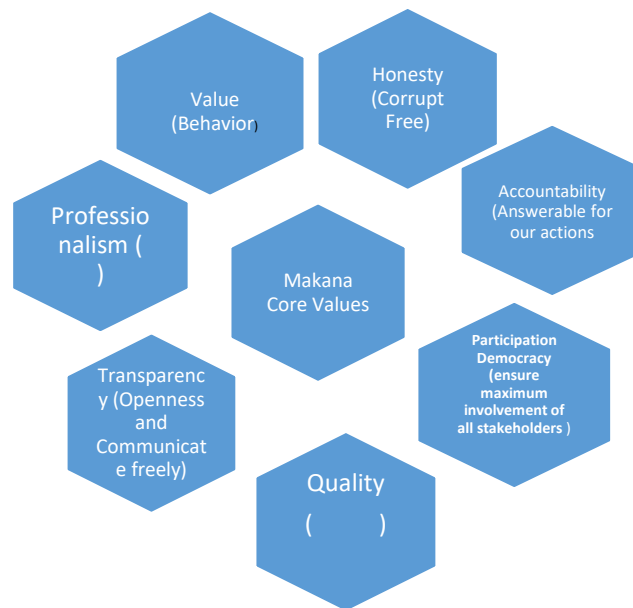 Value
(Behavior)
Honesty
(Corrupt
Free)
Accountability
(Answerable for
our actions
Professio
nalism (
)
Makana
Core Values
Participation
Democracy
(ensure
maximum
involvement of
all stakeholders )
Transparenc
y (Openness
and
Communicat
e freely)
Quality
( )